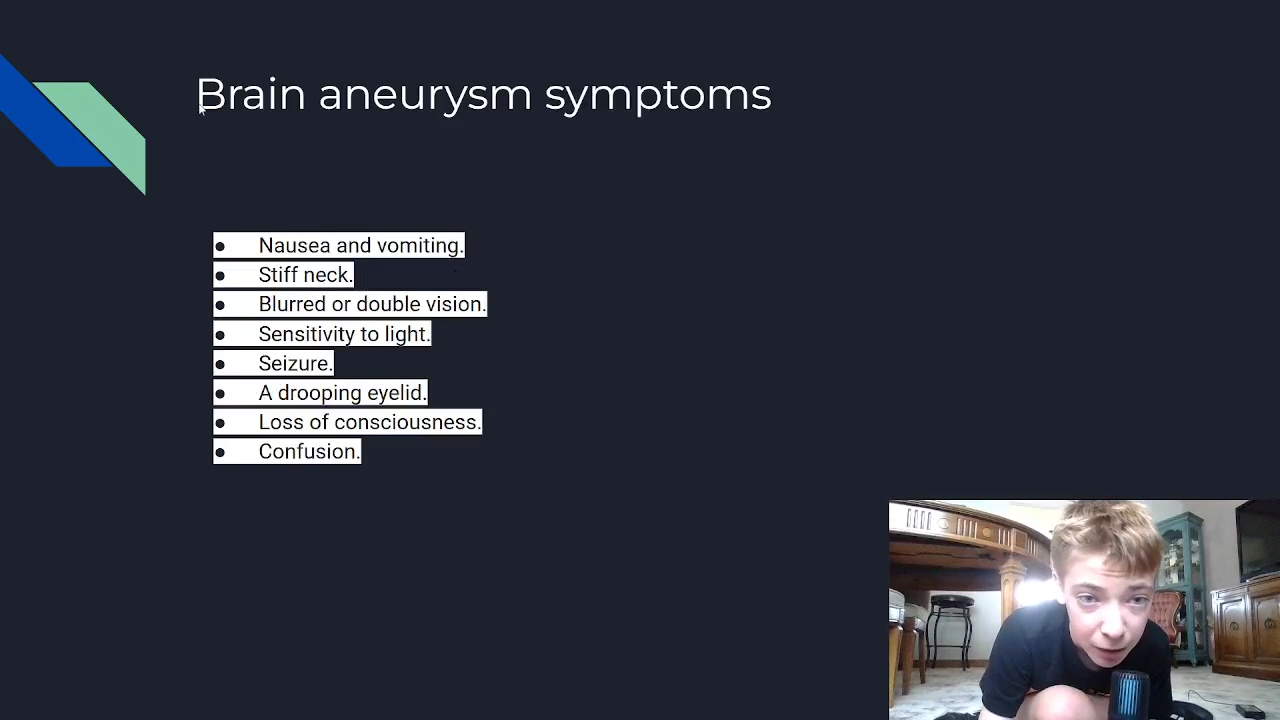 Brain aneurysm symptoms
● Nausea and vomiting.
● Stiff neck.
● Blurred or double vision.
● Sensitivity to light.
● Seizure.
● A drooping eyelid.
● Loss of consciousness.
● Confusion.